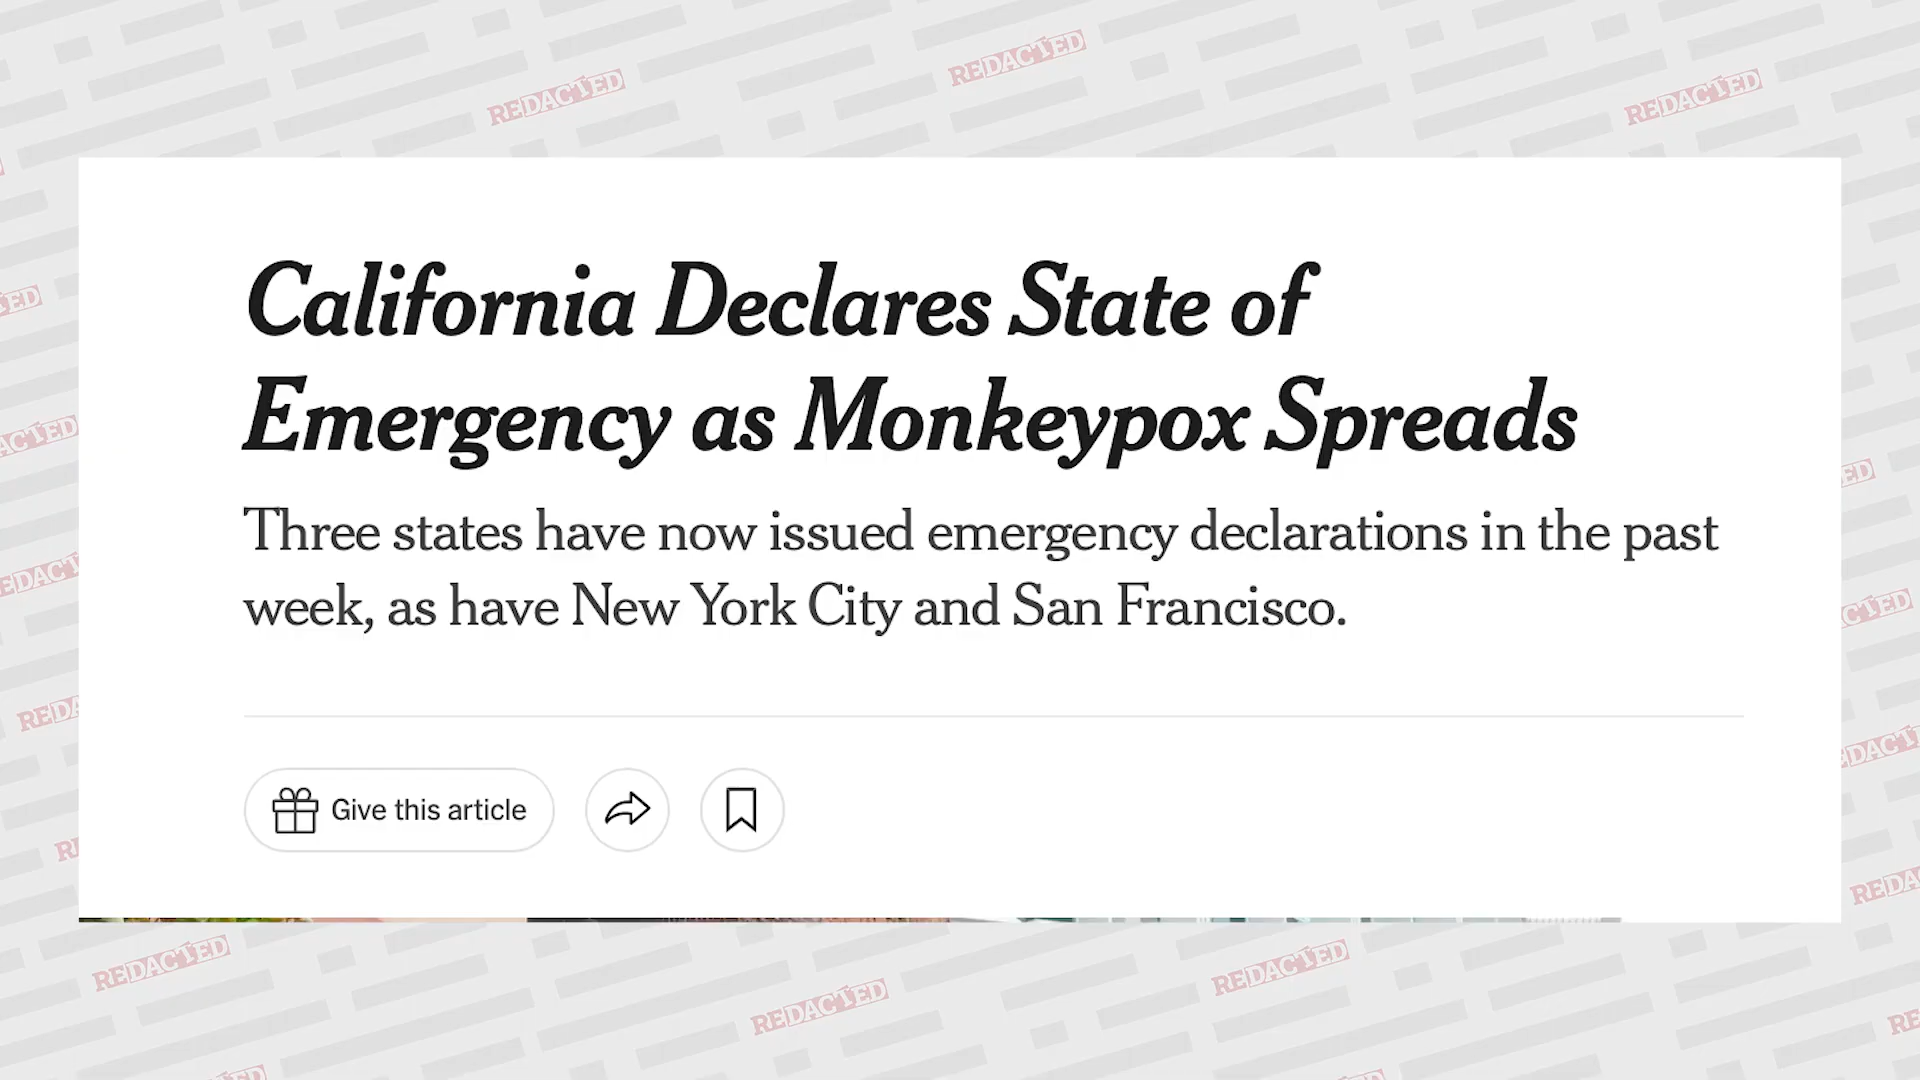 REDACTED
REDACTED
REDACTED
California Declares State of
Emergency as Monkeypox Spreads
Three states have now issued emergency declarations in the past
week, as have New York City and San Francisco.
Give this article
REDACTED
REDACTED
REDACTED